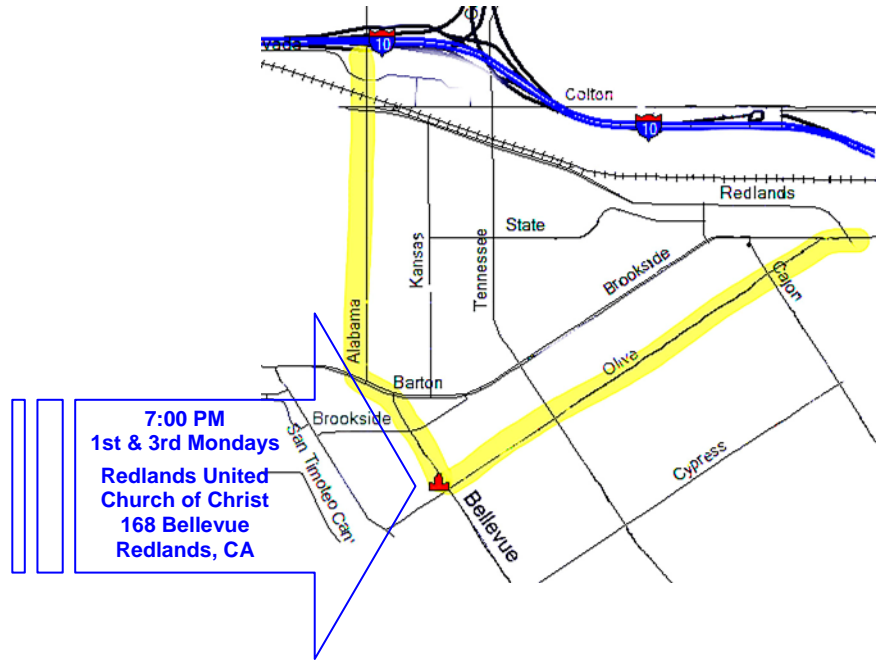 vada
10
Colton
10
Redlands
State
Kansas
Tennessee
Brookside
Cajon
Alabama
Olive
Barton
Brookside
San Timoteo Can
Cypress
Bellevue
7:00 PM
1st & 3rd Mondays
Redlands United
Church of Christ
168 Bellevue
Redlands, CA